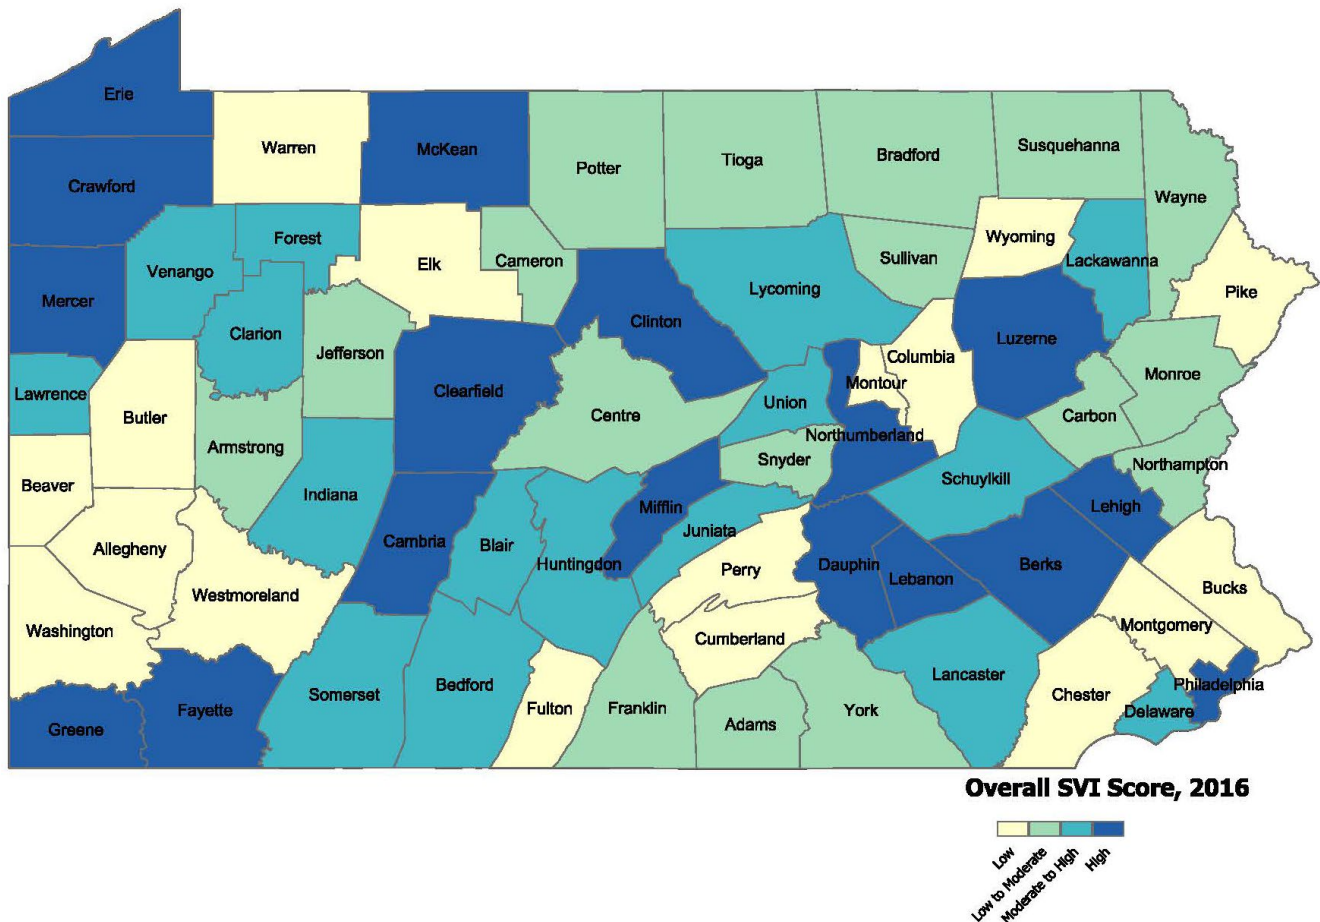 Erie
Warren
McKean
Crawford
Potter
Tioga
Bradford
Susquehanna
Wayne
Forest
Venango
Elk
Cameron
Sullivan
Wyoming
Lackawanna
Mercer
Clarion
Jefferson
Clinton
Lycoming
Pike
Luzerne
Columbia
Montour
Monroe
Lawrence
Butler
Clearfield
Centre
Union
Carbon
Armstrong
Northumberland
Snyder
Northampton
Beaver
Indiana
Mifflin
Schuylkill
Lehigh
Allegheny
Cambria
Blair
Juniata
Huntingdon
Perry
Dauphin
Lebanon
Berks
Bucks
Westmoreland
Washington
Cumberland
Montgomery
Somerset
Bedford
Fulton
Franklin
Adams
York
Lancaster
Chester
Philadelphia
Delaware
Greene
Fayette
Overall SVI Score, 2016
Low
Low to Moderate
Moderate to High
High